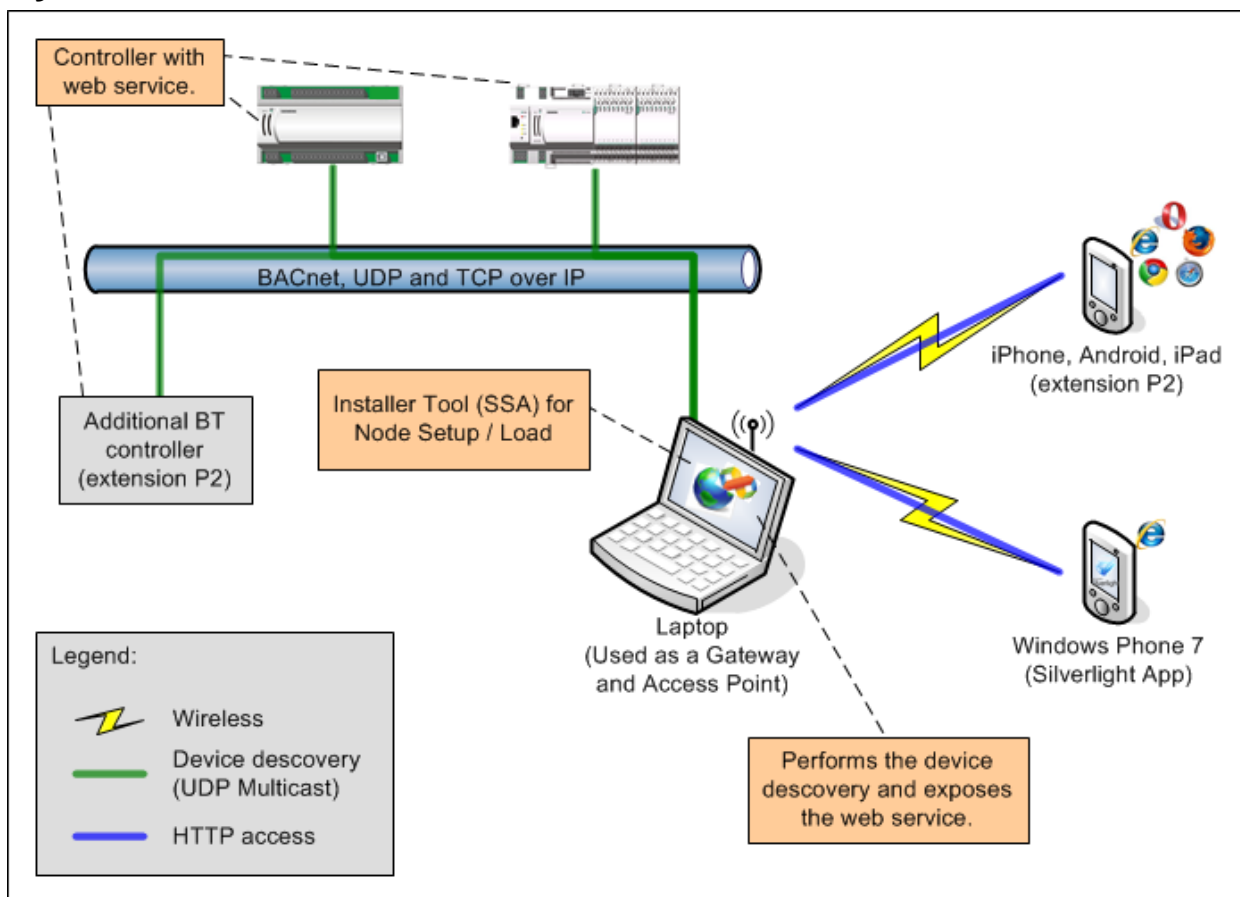 Controller with
web service.
BACnet, UDP and TCP over IP
iPhone, Android, iPad
(extension P2)
Installer Tool (SSA) for
Node Setup / Load
Additional BT
controller
(extension P2)
Laptop
(Used as a Gateway
and Access Point)
Windows Phone 7
(Silverlight App)
Legend:
Wireless
Device descovery
(UDP Multicast)
HTTP access
Performs the device
descovery and exposes
the web service.